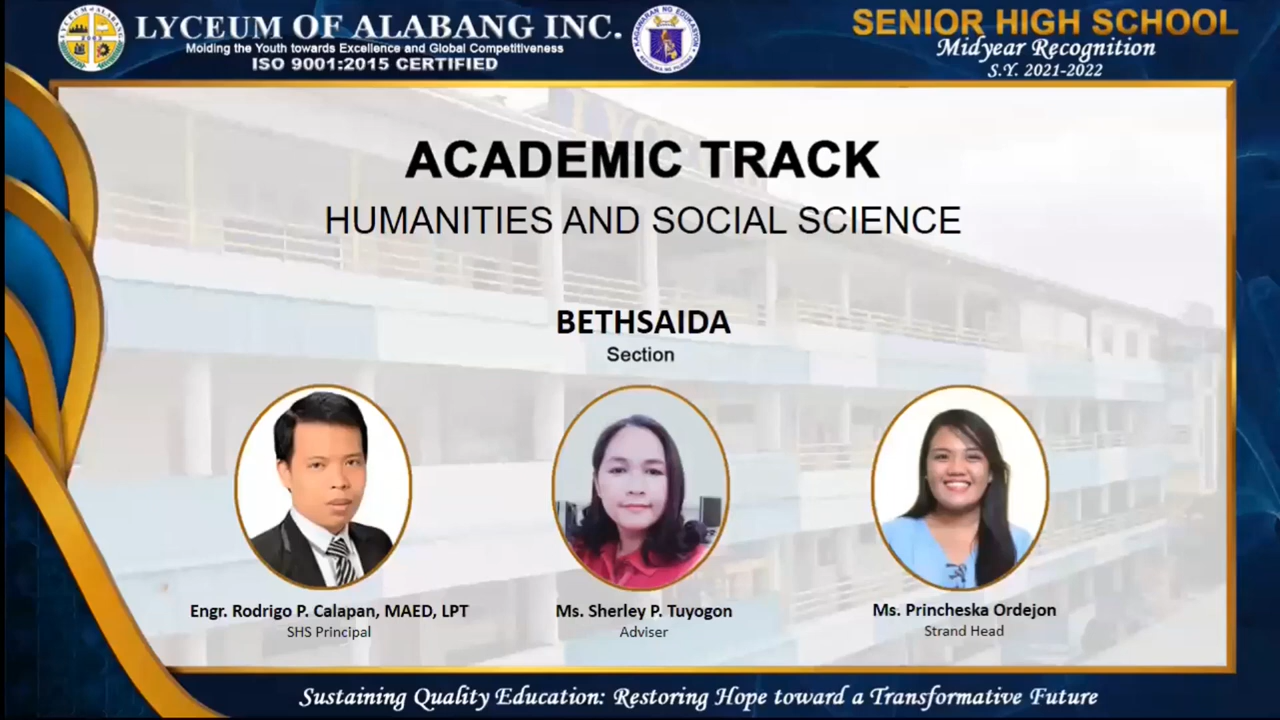 LYCEUM OF ALABANG INC.
Molding the Youth towards Excellence and Global Competitiveness
ISO 9001:2015 CERTIFIED
SENIOR HIGH SCHOOL
Midyear Recognition
S.Y. 2021-2022
ACADEMIC TRACK
HUMANITIES AND SOCIAL SCIENCE
BETHSAIDA
Section
Engr. Rodrigo P. Calapan, MAED, LPT
SHS Principal
Ms. Sherley P. Tuyogon
Adviser
Ms. Princheska Ordejon
Strand Head
Sustaining Quality Education: Restoring Hope toward a Transformative Future